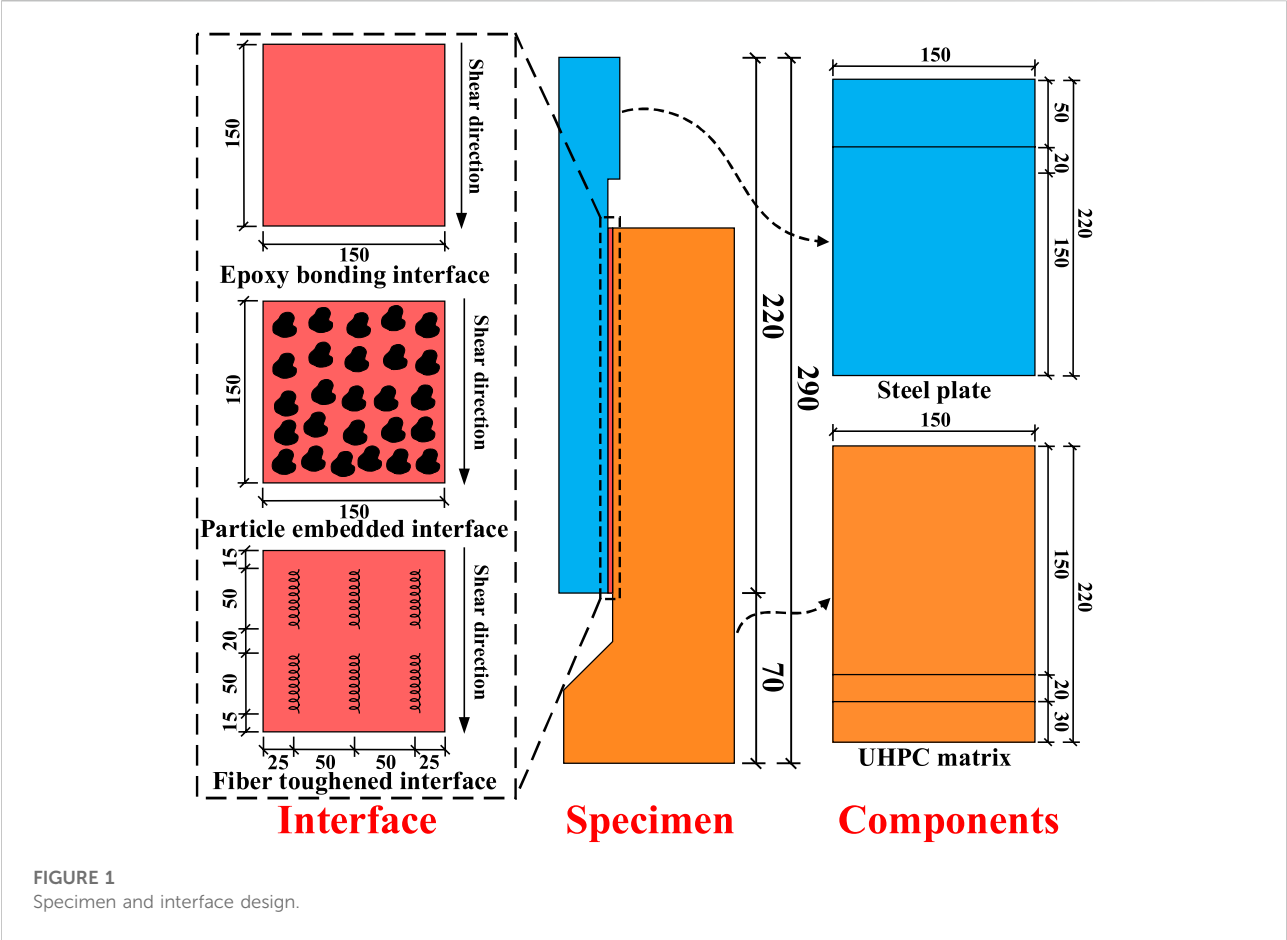 150
Shear direction
150
Epoxy bonding interface
150
Shear direction
150
Particle embedded interface
15
50
20
50
15
Shear direction
25 50 50 25
Fiber toughened interface
Interface
220
290
70
Specimen
150
50
20
150
220
Steel plate
150
150
20
30
220
UHPC matrix
Components
FIGURE 1
Specimen and interface design.